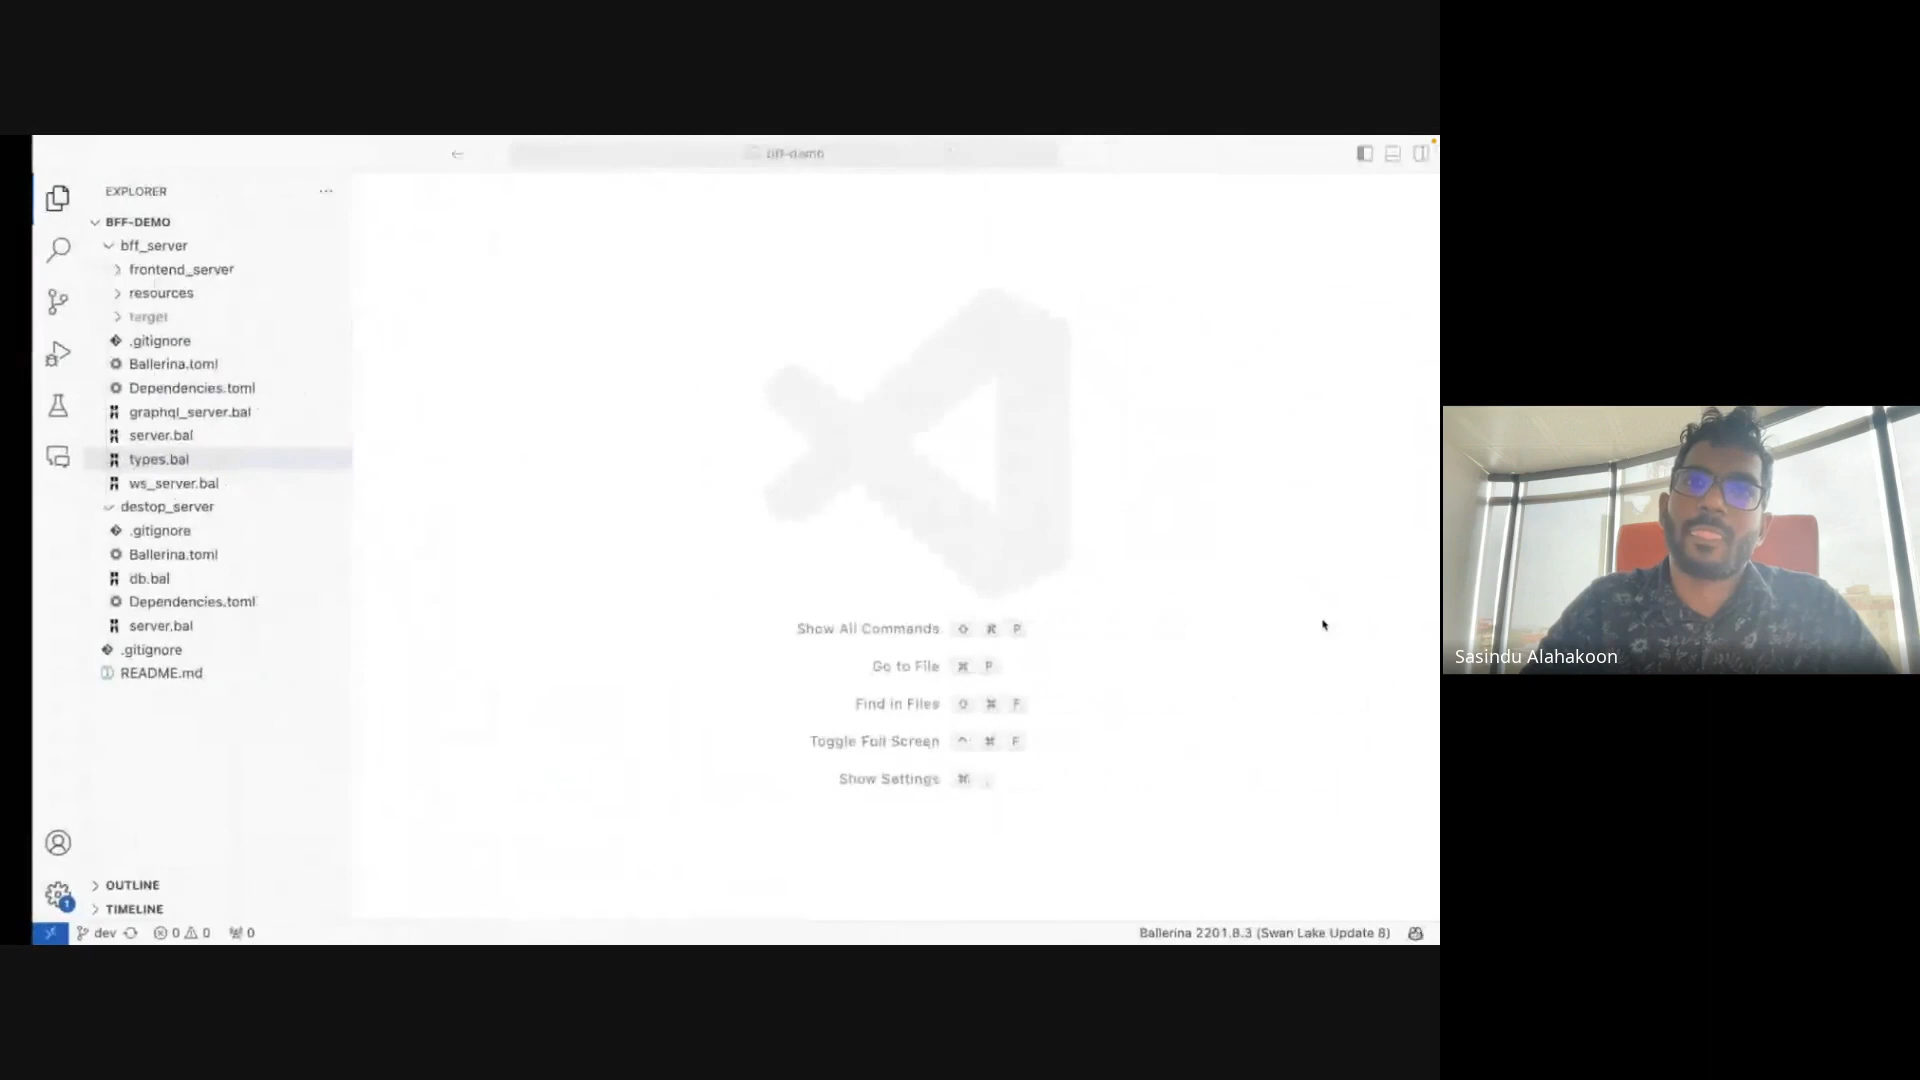 bff-demo
EXPLORER
BFF-DEMO
bff_server
frontend_server
resources
target
.gitignore
Ballerina.toml
Dependencies.toml
graphql_server.bal
server.bal
types.bal
ws_server.bal
destop_server
.gitignore
Ballerina.toml
db.bal
Dependencies.toml
server.bal
.gitignore
README.md
OUTLINE
TIMELINE
Show All Commands ⇧ ⌘ P
Go to File ⌘ P
Find in Files ⇧ ⌘ F
Toggle Full Screen ^ ⌘ F
Show Settings ⌘ ,
1
dev 0 0 0
Ballerina 2201.8.3 (Swan Lake Update 8)
Sasindu Alahakoon